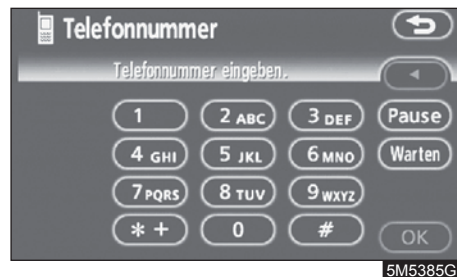 Telefonnummer
Telefonnummer eingeben.
1 2 ABC 3 DEF Pause
4 GHI 5 JKL 6 MNO Warten
7 PQRS 8 TUV 9 WXYZ
* + 0 # OK
5M5385G